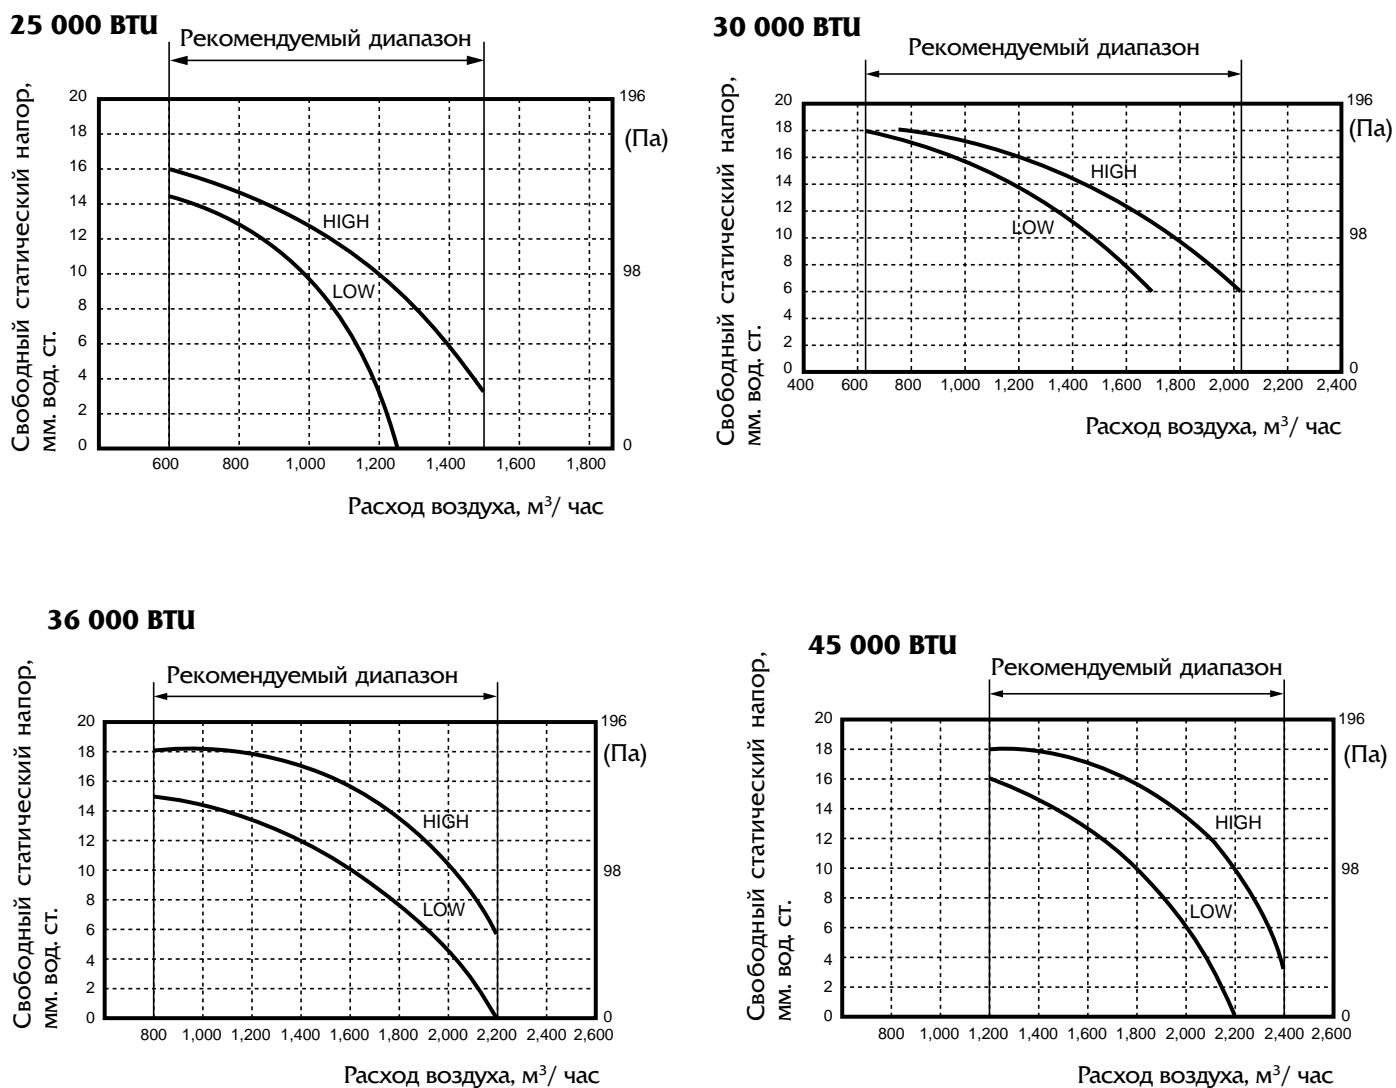 25 000 BTU
Рекомендуемый диапазон
Свободный статический напор,
мм. вод. ст.
20
18
16
14
12
10
8
6
4
2
0
196
(Па)
98
0
HIGH
LOW
600 800 1,000 1,200 1,400 1,600 1,800
Расход воздуха, м³/ час
30 000 BTU
Рекомендуемый диапазон
Свободный статический напор,
мм. вод. ст.
20
18
16
14
12
10
8
6
4
2
0
196
(Па)
98
0
HIGH
LOW
400 600 800 1,000 1,200 1,400 1,600 1,800 2,000 2,200 2,400
Расход воздуха, м³/ час
36 000 BTU
Рекомендуемый диапазон
Свободный статический напор,
мм. вод. ст.
20
18
16
14
12
10
8
6
4
2
0
196
(Па)
98
0
HIGH
LOW
800 1,000 1,200 1,400 1,600 1,800 2,000 2,200 2,400 2,600
Расход воздуха, м³/ час
45 000 BTU
Рекомендуемый диапазон
Свободный статический напор,
мм. вод. ст.
20
18
16
14
12
10
8
6
4
2
0
196
(Па)
98
0
HIGH
LOW
800 1,000 1,200 1,400 1,600 1,800 2,000 2,200 2,400 2,600
Расход воздуха, м³/ час